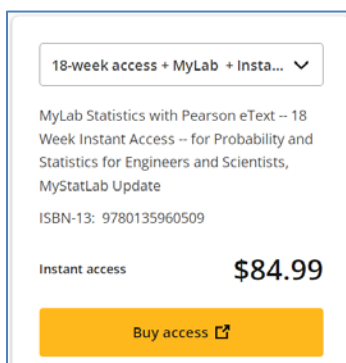 18-week access + MyLab + Insta...
MyLab Statistics with Pearson eText -- 18
Week Instant Access -- for Probability and
Statistics for Engineers and Scientists,
MyStatLab Update
ISBN-13: 9780135960509
Instant access $84.99
Buy access